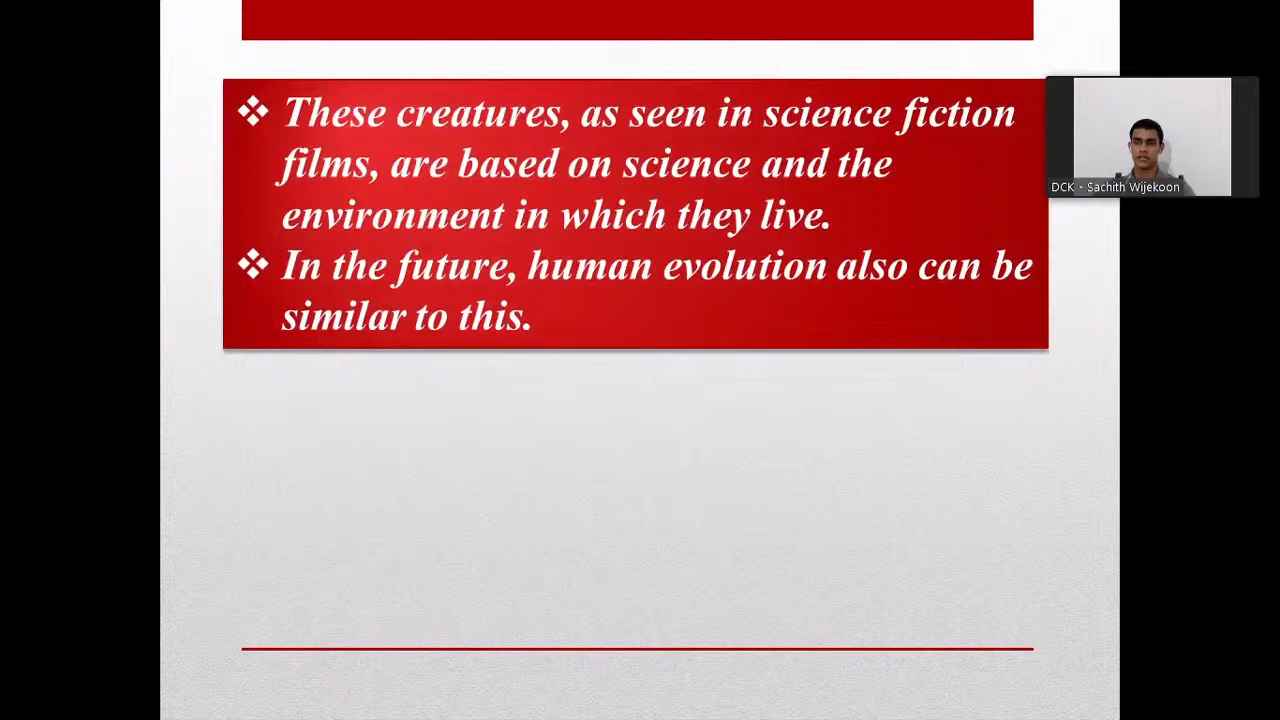 ❖ These creatures, as seen in science fiction
films, are based on science and the
environment in which they live.
❖ In the future, human evolution also can be
similar to this.
DCK - Sachith Wijekoon